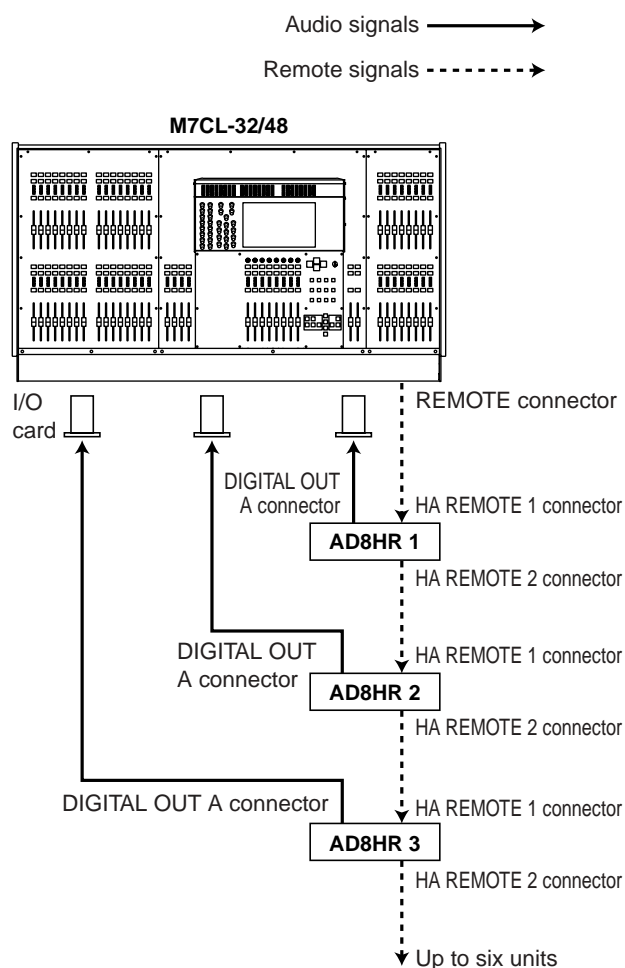 Audio signals
Remote signals
M7CL-32/48
I/O
card
REMOTE connector
DIGITAL OUT
A connector
HA REMOTE 1 connector
AD8HR 1
HA REMOTE 2 connector
DIGITAL OUT
A connector
HA REMOTE 1 connector
AD8HR 2
HA REMOTE 2 connector
DIGITAL OUT A connector
HA REMOTE 1 connector
AD8HR 3
HA REMOTE 2 connector
Up to six units